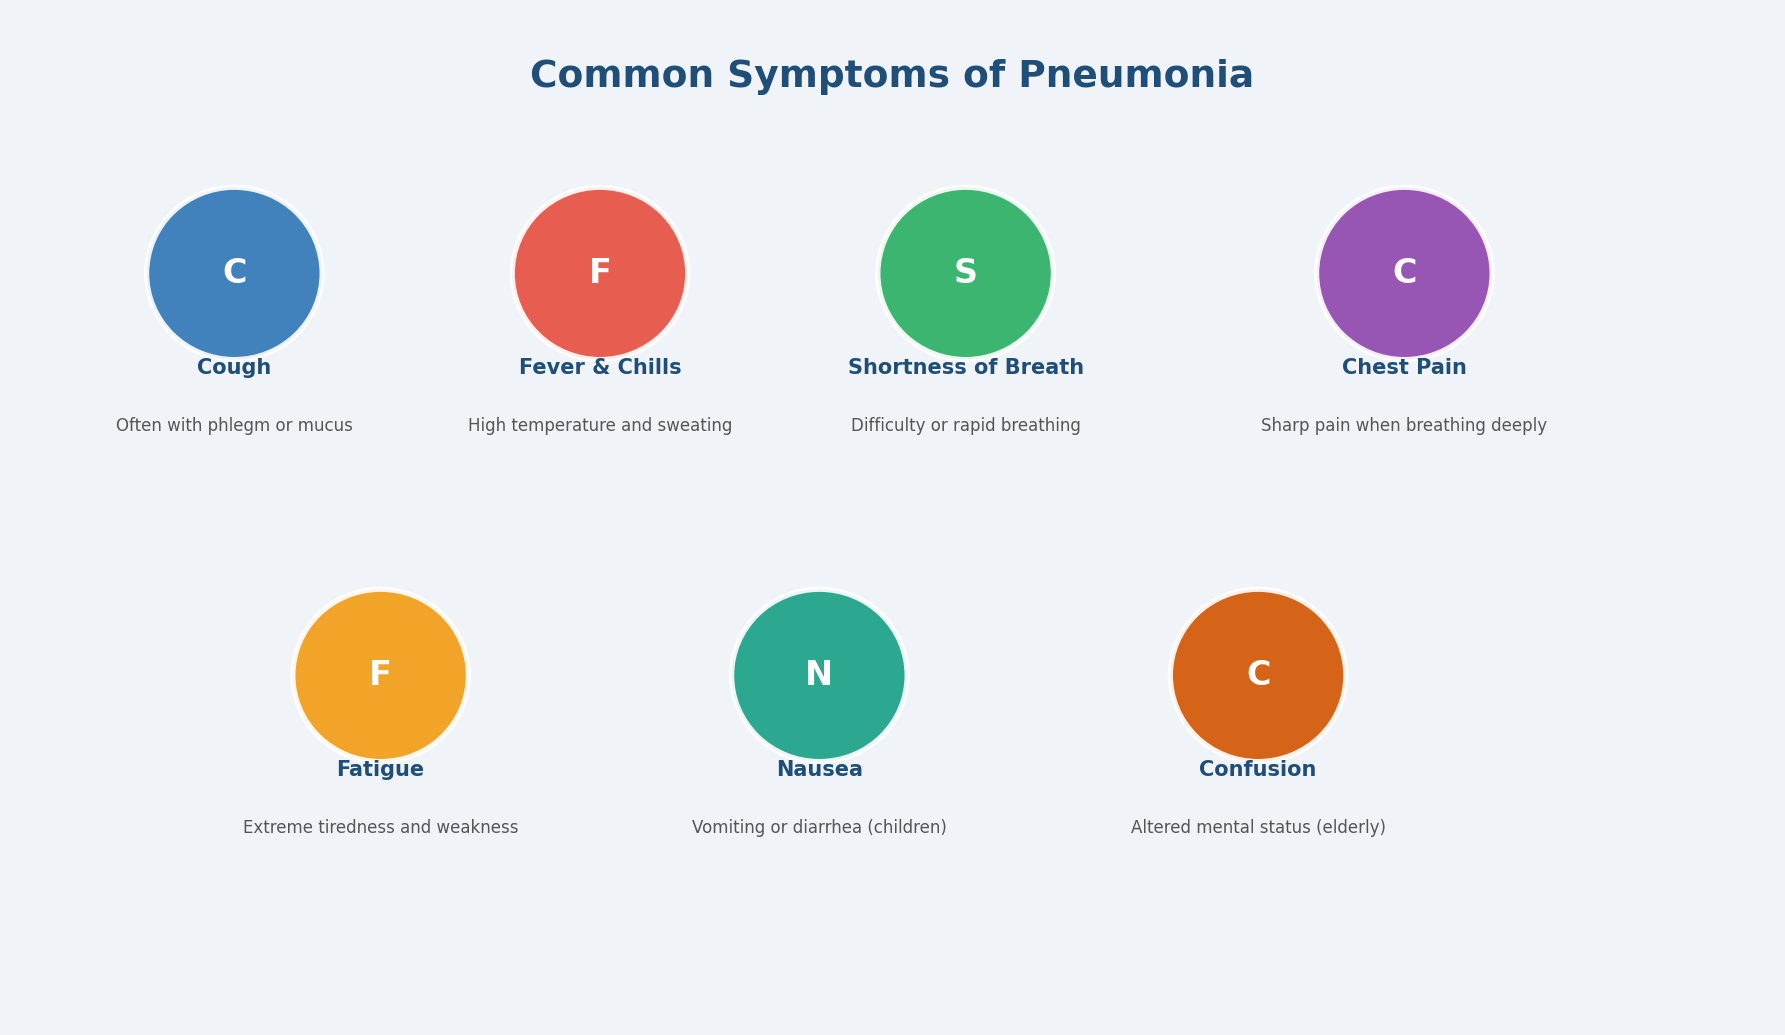 Common Symptoms of Pneumonia
C
F
S
C
Cough
Fever & Chills
Shortness of Breath
Chest Pain
Often with phlegm or mucus
High temperature and sweating
Difficulty or rapid breathing
Sharp pain when breathing deeply
F
N
C
Fatigue
Nausea
Confusion
Extreme tiredness and weakness
Vomiting or diarrhea (children)
Altered mental status (elderly)